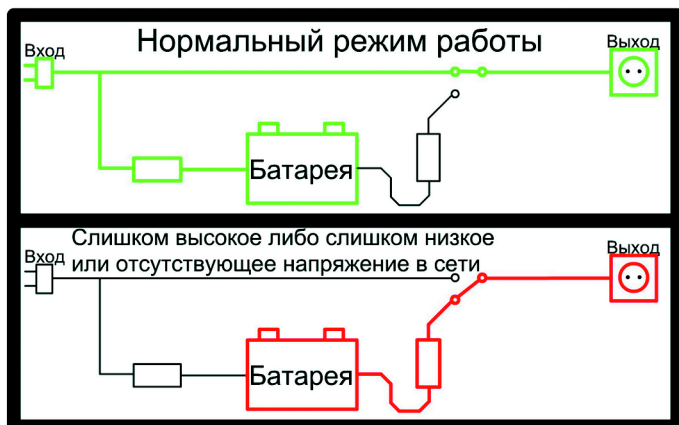 Нормальный режим работы
Вход
Выход
Батарея
Слишком высокое либо слишком низкое
или отсутствующее напряжение в сети
Вход
Выход
Батарея